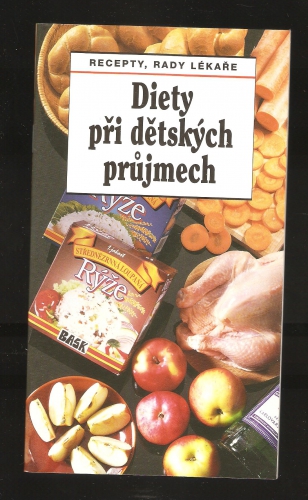 RECEPTY, RADY LÉKAŘE
Diety
při dětských
průjmech
Rýže
STŘEDNĚZRNNÁ LOUPANÁ
Rýže
BASK